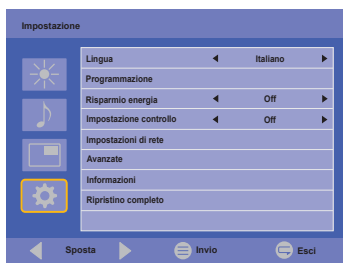 Impostazione
Lingua Italiano
Programmazione
Risparmio energia Off
Impostazione controllo Off
Impostazioni di rete
Avanzate
Informazioni
Ripristino completo
Sposta Invio Esci